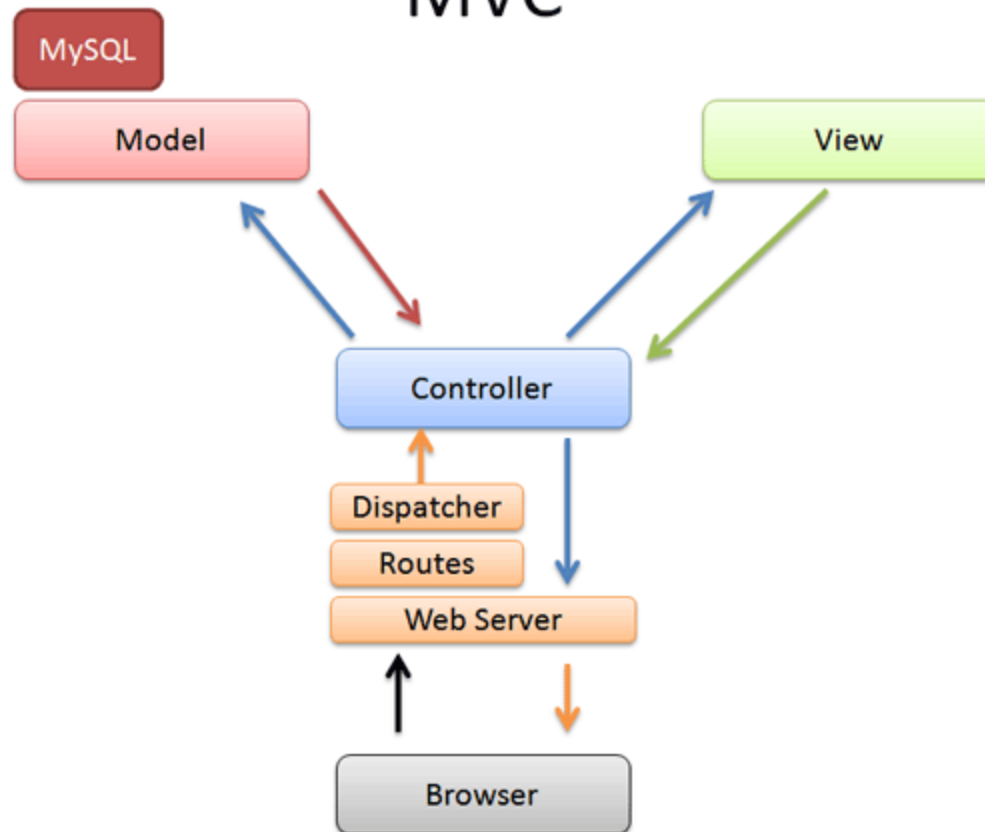 MVC
MySQL
Model
View
Controller
Dispatcher
Routes
Web Server
Browser